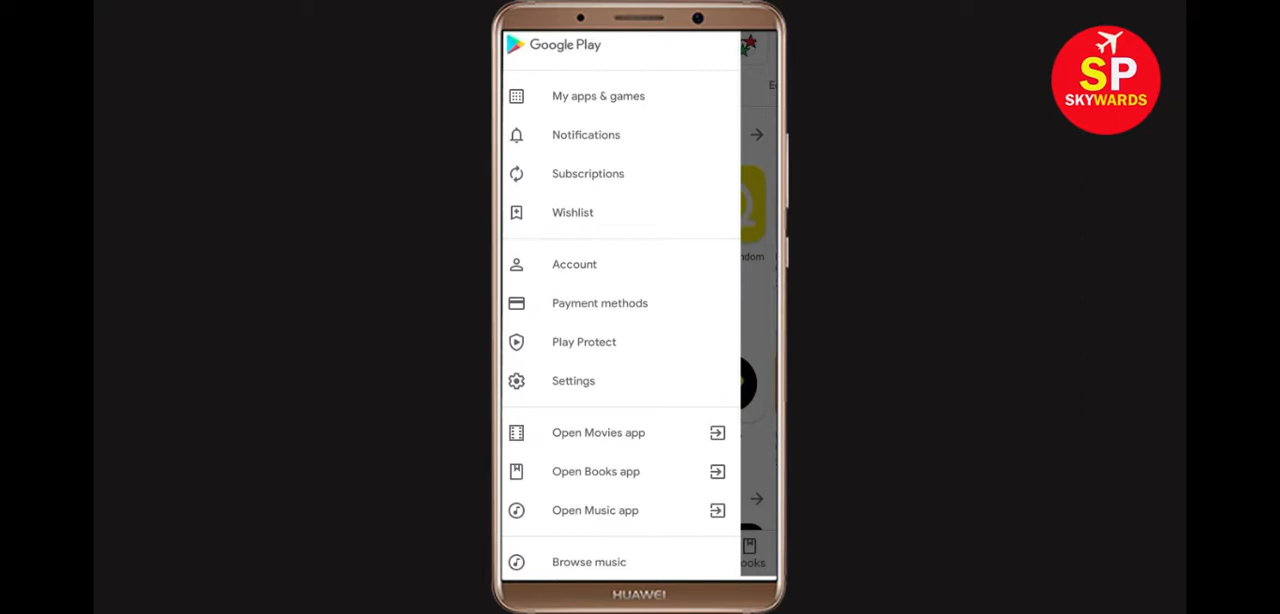 Google Play
My apps & games
Notifications
Subscriptions
Wishlist
Account
Payment methods
Play Protect
Settings
Open Movies app
Open Books app
Open Music app
Browse music
HUAWEI
SP
SKYWARDS